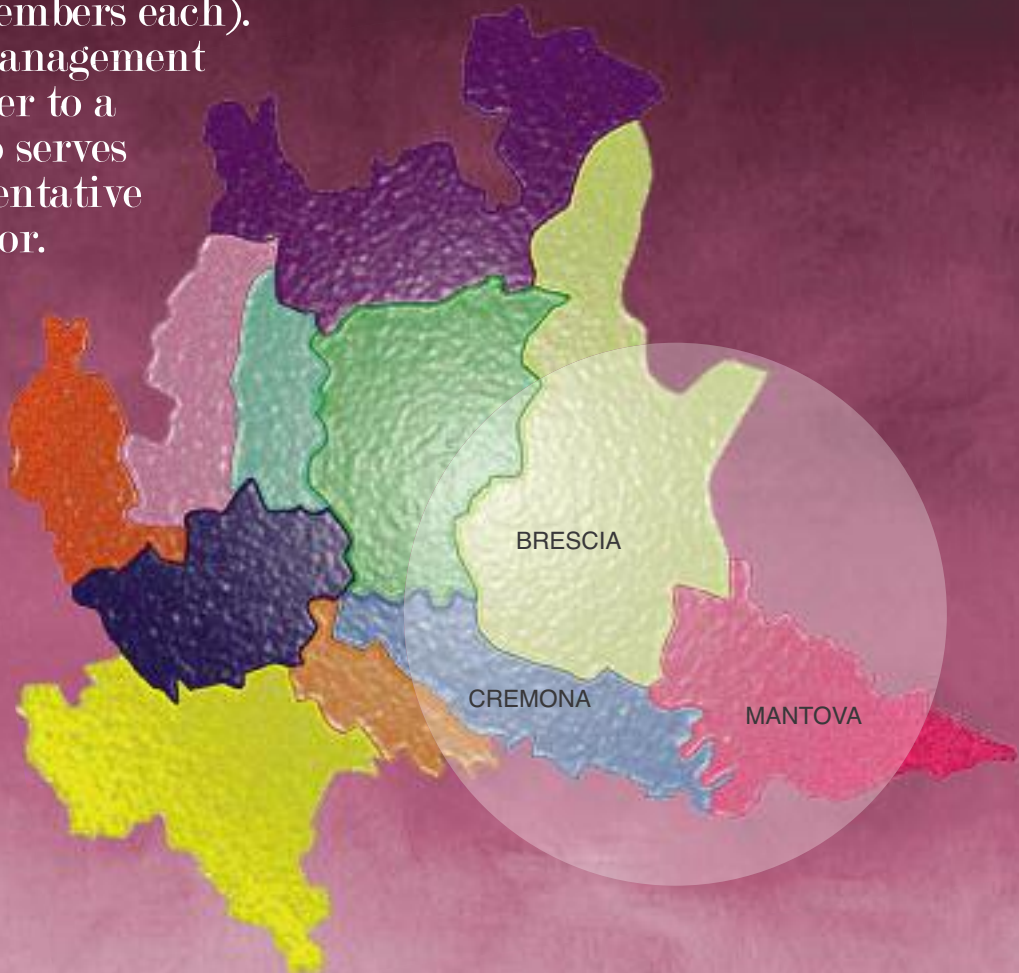 embers each).
anagement
er to a
serves
entative
or.
BRESCIA
CREMONA
MANTOVA